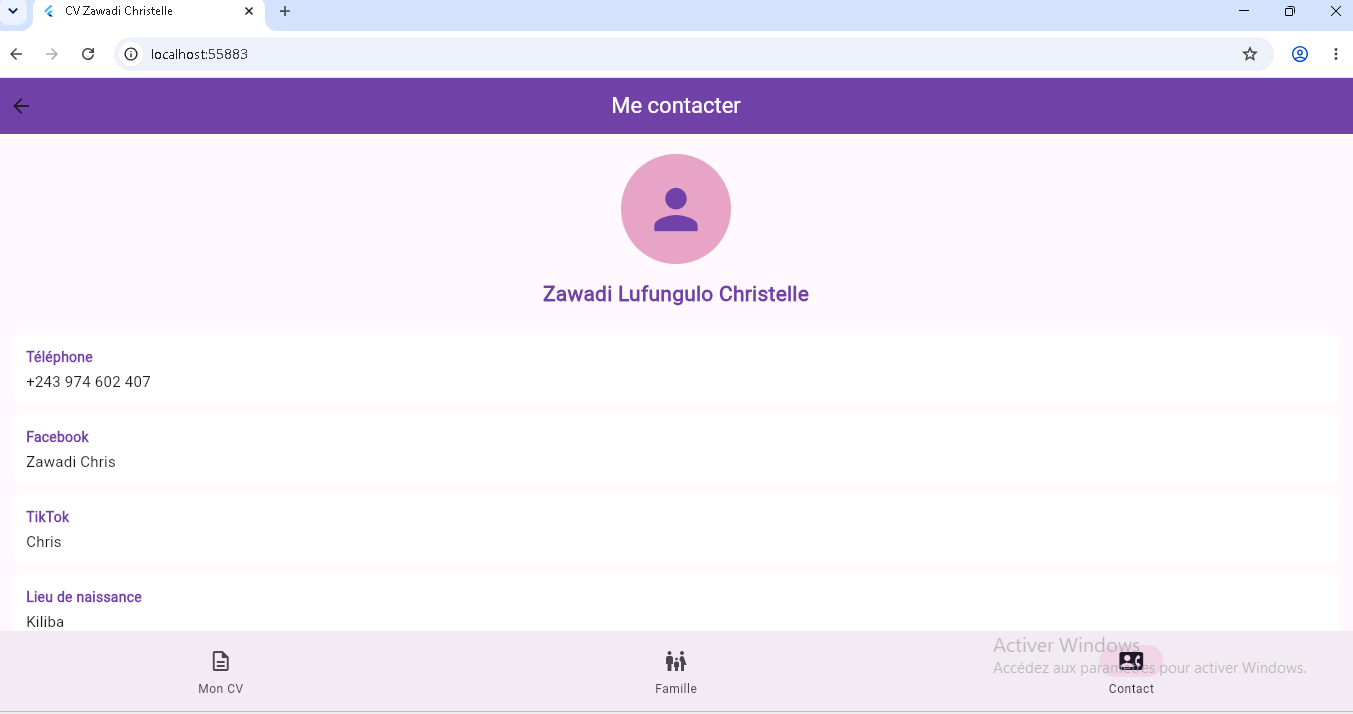 CV Zawadi Christelle
localhost:55883
Me contacter
Zawadi Lufungulo Christelle
Téléphone
+243 974 602 407
Facebook
Zawadi Chris
TikTok
Chris
Lieu de naissance
Kiliba
Activer Windows
Accédez aux paramètres pour activer Windows.
Mon CV
Famille
Contact